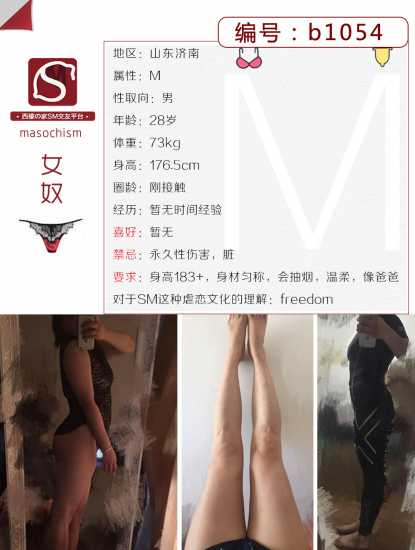 编号：b1054
S
·西檬の家SM交友平台·
masochism
女奴
地区：山东济南
属性：M
性取向：男
年龄：28岁
体重：73kg
身高：176.5cm
圈龄：刚接触
经历：暂无时间经验
喜好：暂无
禁忌：永久性伤害，脏
要求：身高183+，身材匀称，会抽烟，温柔，像爸爸
对于SM这种虐恋文化的理解：freedom
M